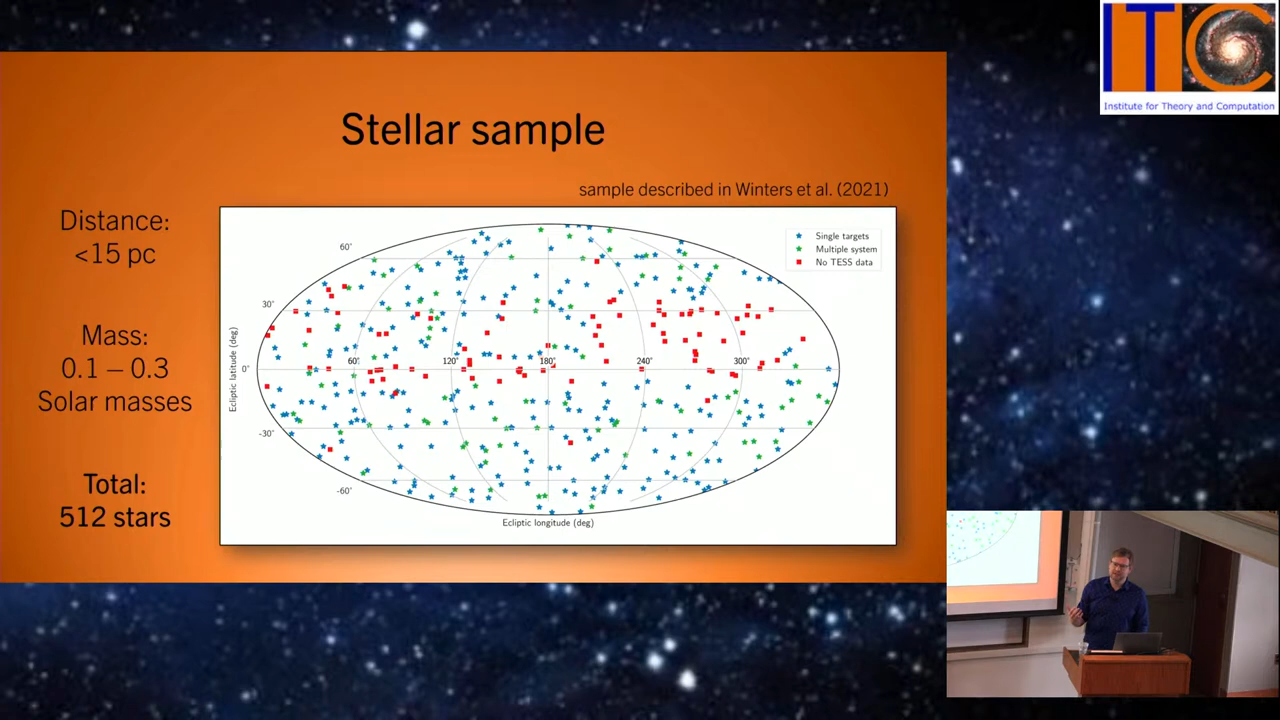 ITC
Institute for Theory and Computation
Stellar sample
sample described in Winters et al. (2021)
Distance:
<15 pc
Mass:
0.1 – 0.3
Solar masses
Total:
512 stars
Single targets
Multiple system
No TESS data
60°
30°
0°
-30°
-60°
60°
120°
180°
240°
300°
Ecliptic latitude (deg)
Ecliptic longitude (deg)